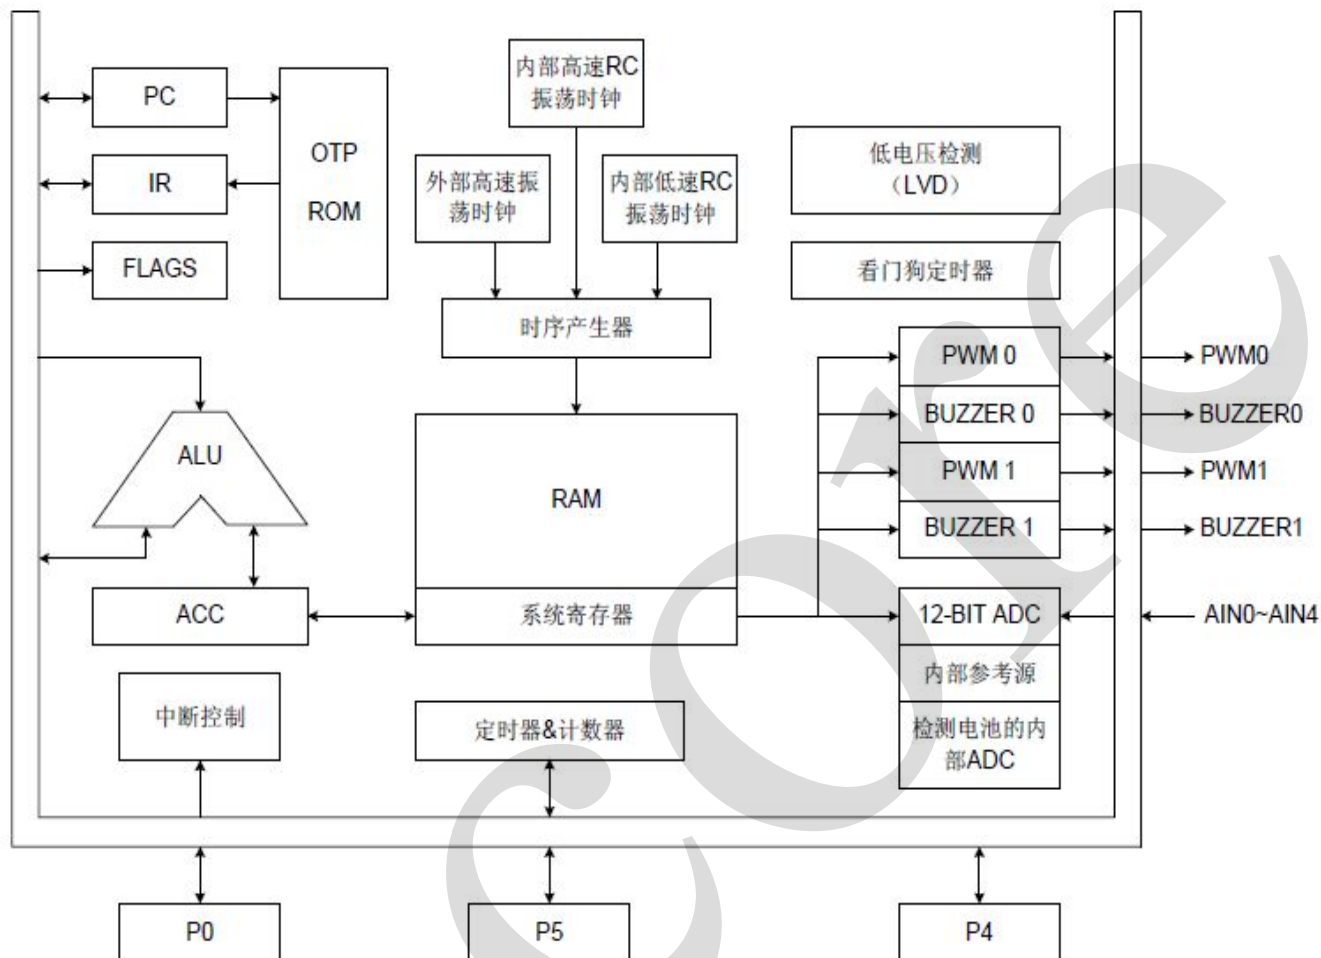 PC
IR
FLAGS
OTP
ROM
内部高速RC
振荡时钟
外部高速振
荡时钟
内部低速RC
振荡时钟
时序产生器
低电压检测
（LVD）
看门狗定时器
ALU
ACC
RAM
系统寄存器
PWM 0
BUZZER 0
PWM 1
BUZZER 1
12-BIT ADC
内部参考源
检测电池的内
部ADC
PWM0
BUZZER0
PWM1
BUZZER1
AIN0~AIN4
中断控制
定时器&计数器
P0
P5
P4
core